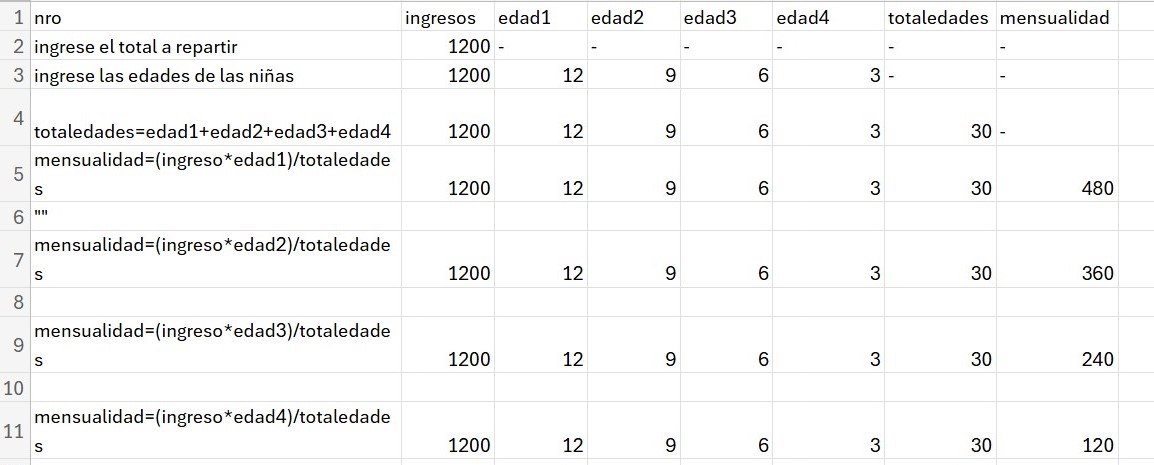 1 nro ingresos edad1 edad2 edad3 edad4 totaledades mensualidad
2 ingrese el total a repartir 1200 - - - - - -
3 ingrese las edades de las niñas 1200 12 9 6 3 - -
4 totaledades=edad1+edad2+edad3+edad4 1200 12 9 6 3 30 -
mensualidad=(ingreso*edad1)/totaledade
5 s 1200 12 9 6 3 30 480
6 ""
mensualidad=(ingreso*edad2)/totaledade
7 s 1200 12 9 6 3 30 360
8
mensualidad=(ingreso*edad3)/totaledade
9 s 1200 12 9 6 3 30 240
10
mensualidad=(ingreso*edad4)/totaledade
11 s 1200 12 9 6 3 30 120